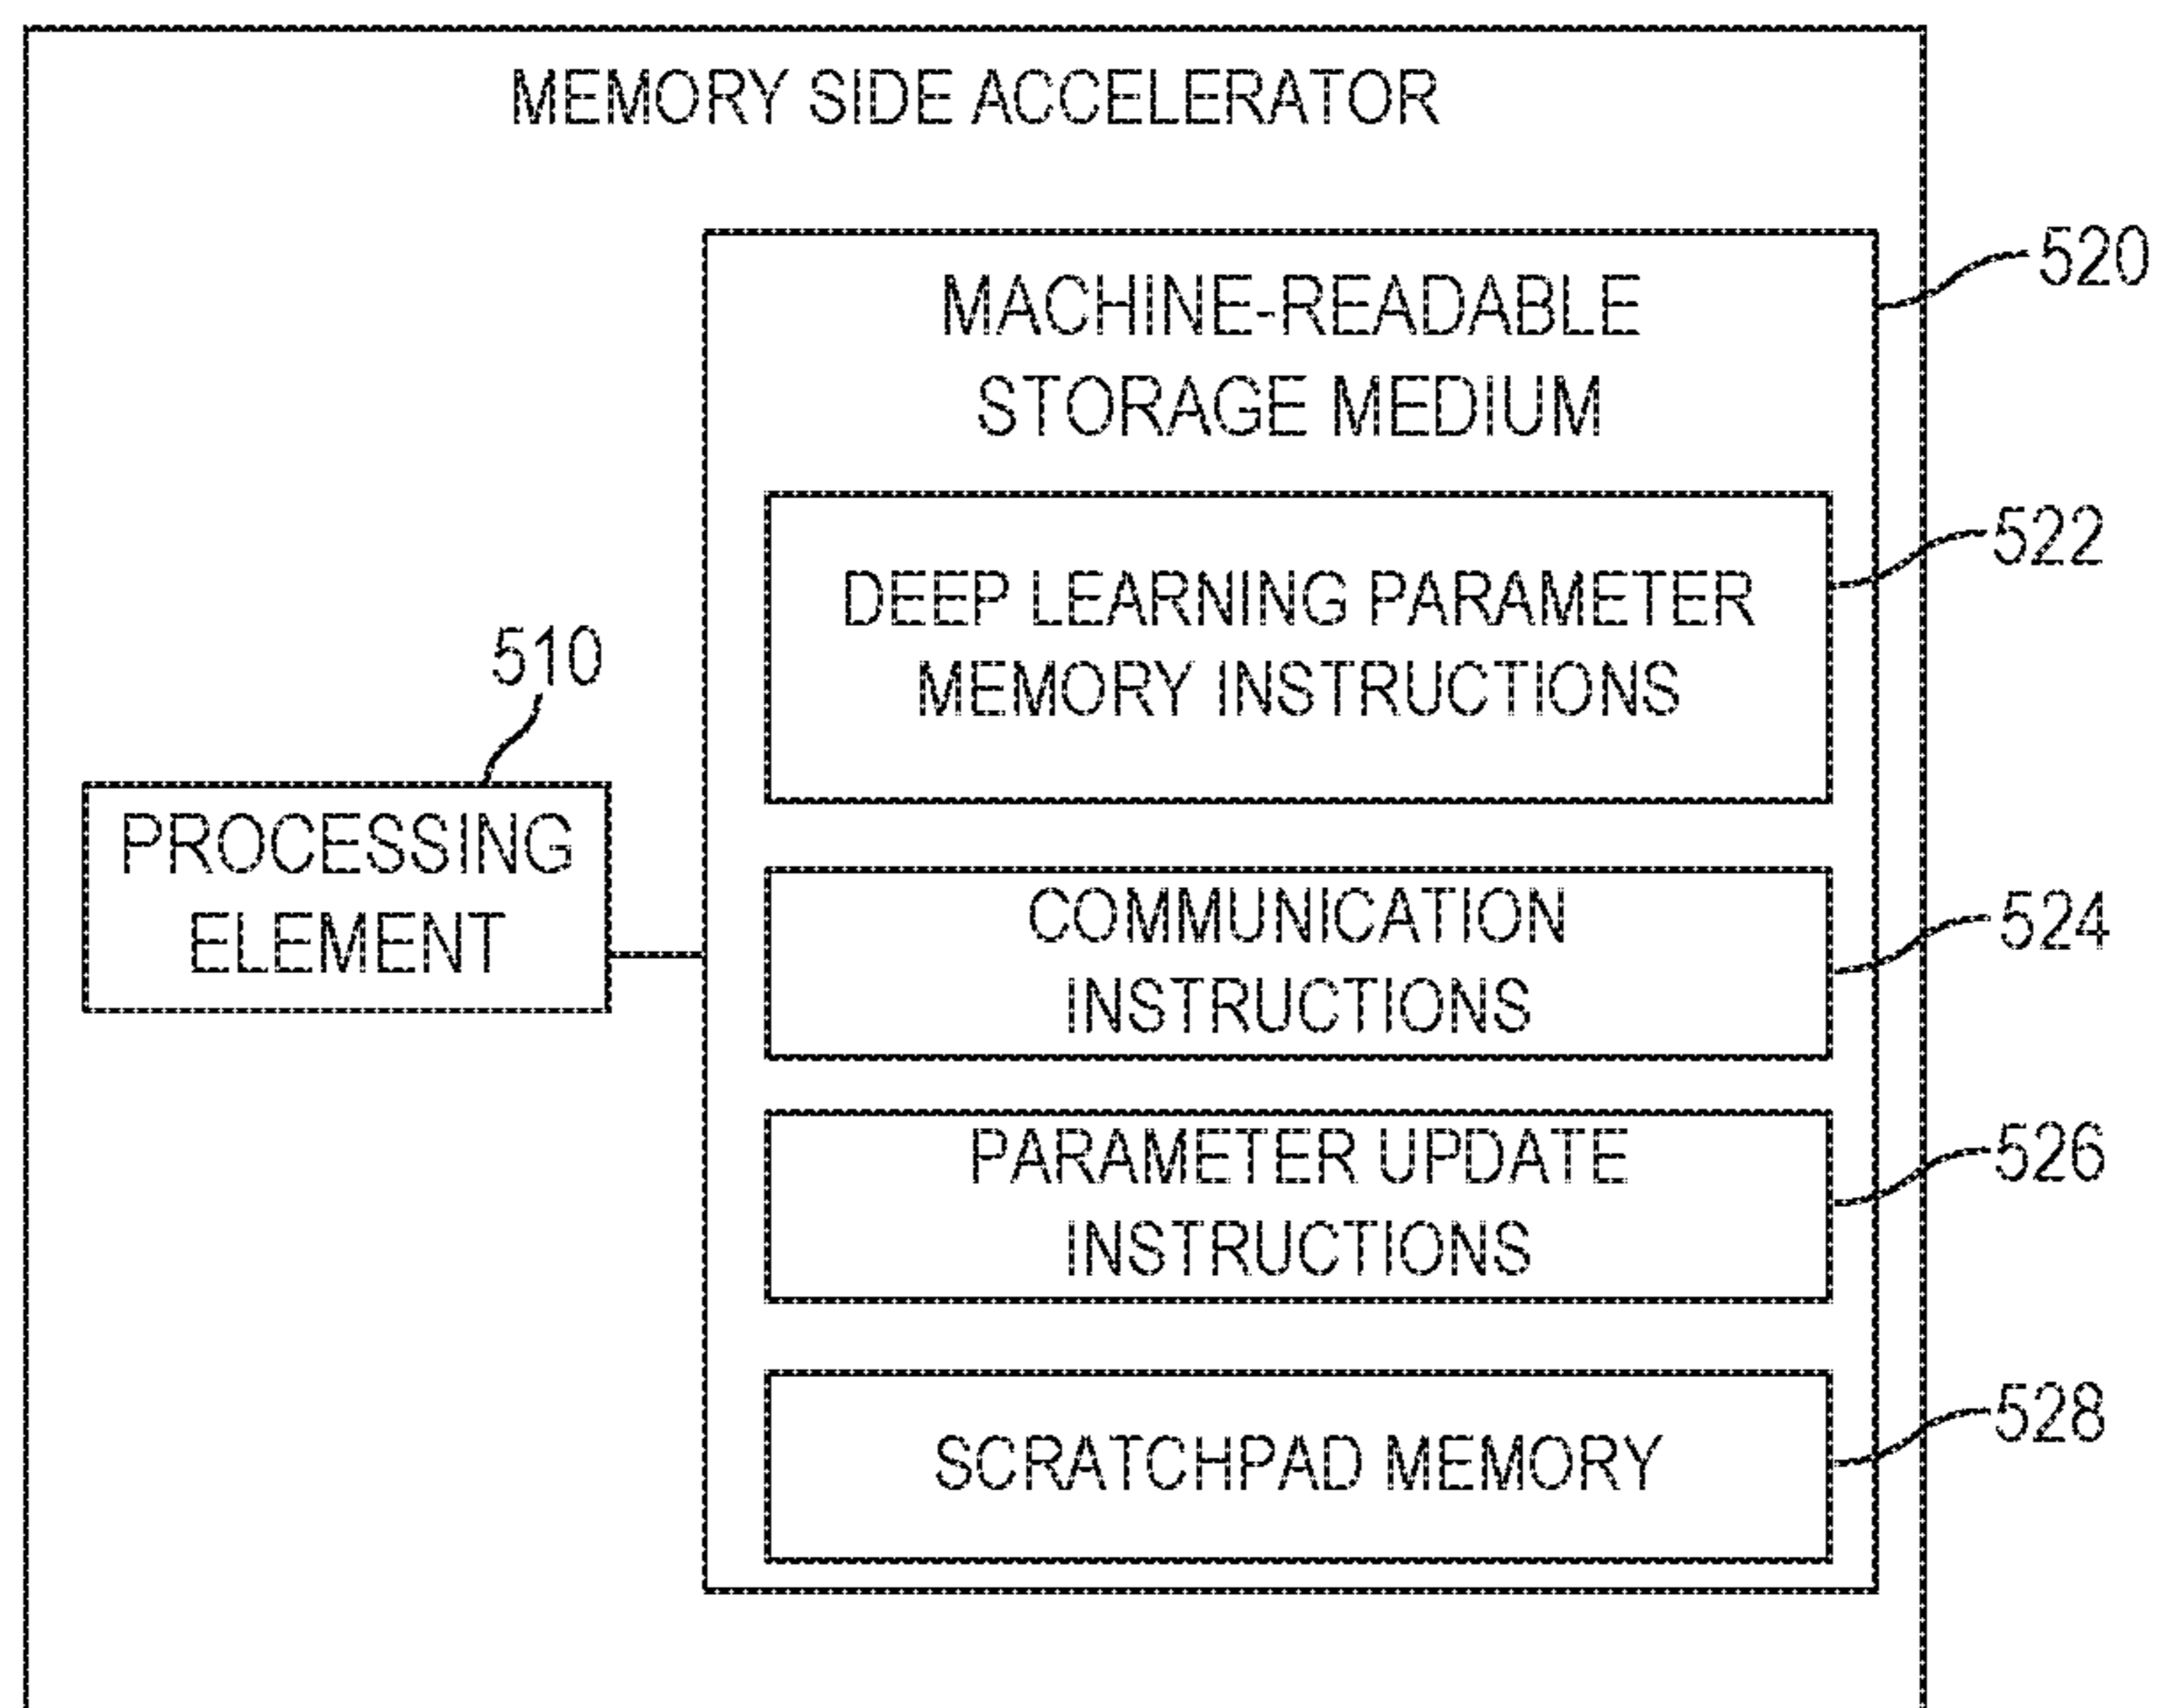 MEMORY SIDE ACCELERATOR
520
MACHINE-READABLE
STORAGE MEDIUM
522
DEEP LEARNING PARAMETER
MEMORY INSTRUCTIONS
510
PROCESSING
ELEMENT
524
COMMUNICATION
INSTRUCTIONS
526
PARAMETER UPDATE
INSTRUCTIONS
528
SCRATCHPAD MEMORY